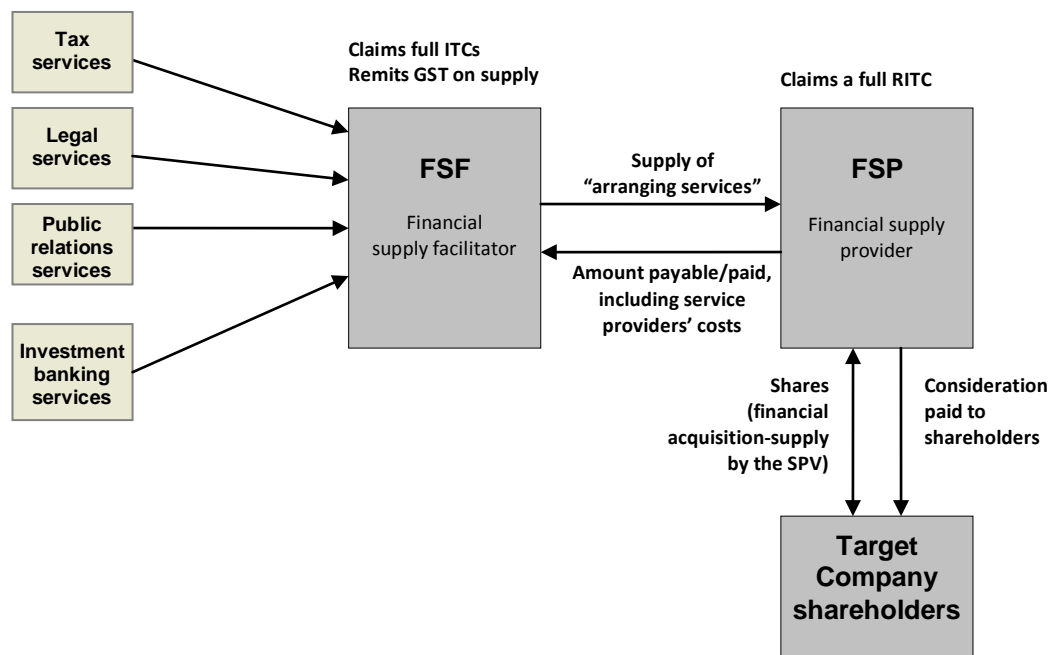 Tax
services
Legal
services
Public
relations
services
Investment
banking
services
Claims full ITCs
Remits GST on supply
FSF
Financial
supply facilitator
Supply of
“arranging services”
Amount payable/paid,
including service
providers’ costs
Claims a full RITC
FSP
Financial supply
provider
Shares
(financial
acquisition-supply
by the SPV)
Consideration
paid to
shareholders
Target
Company
shareholders